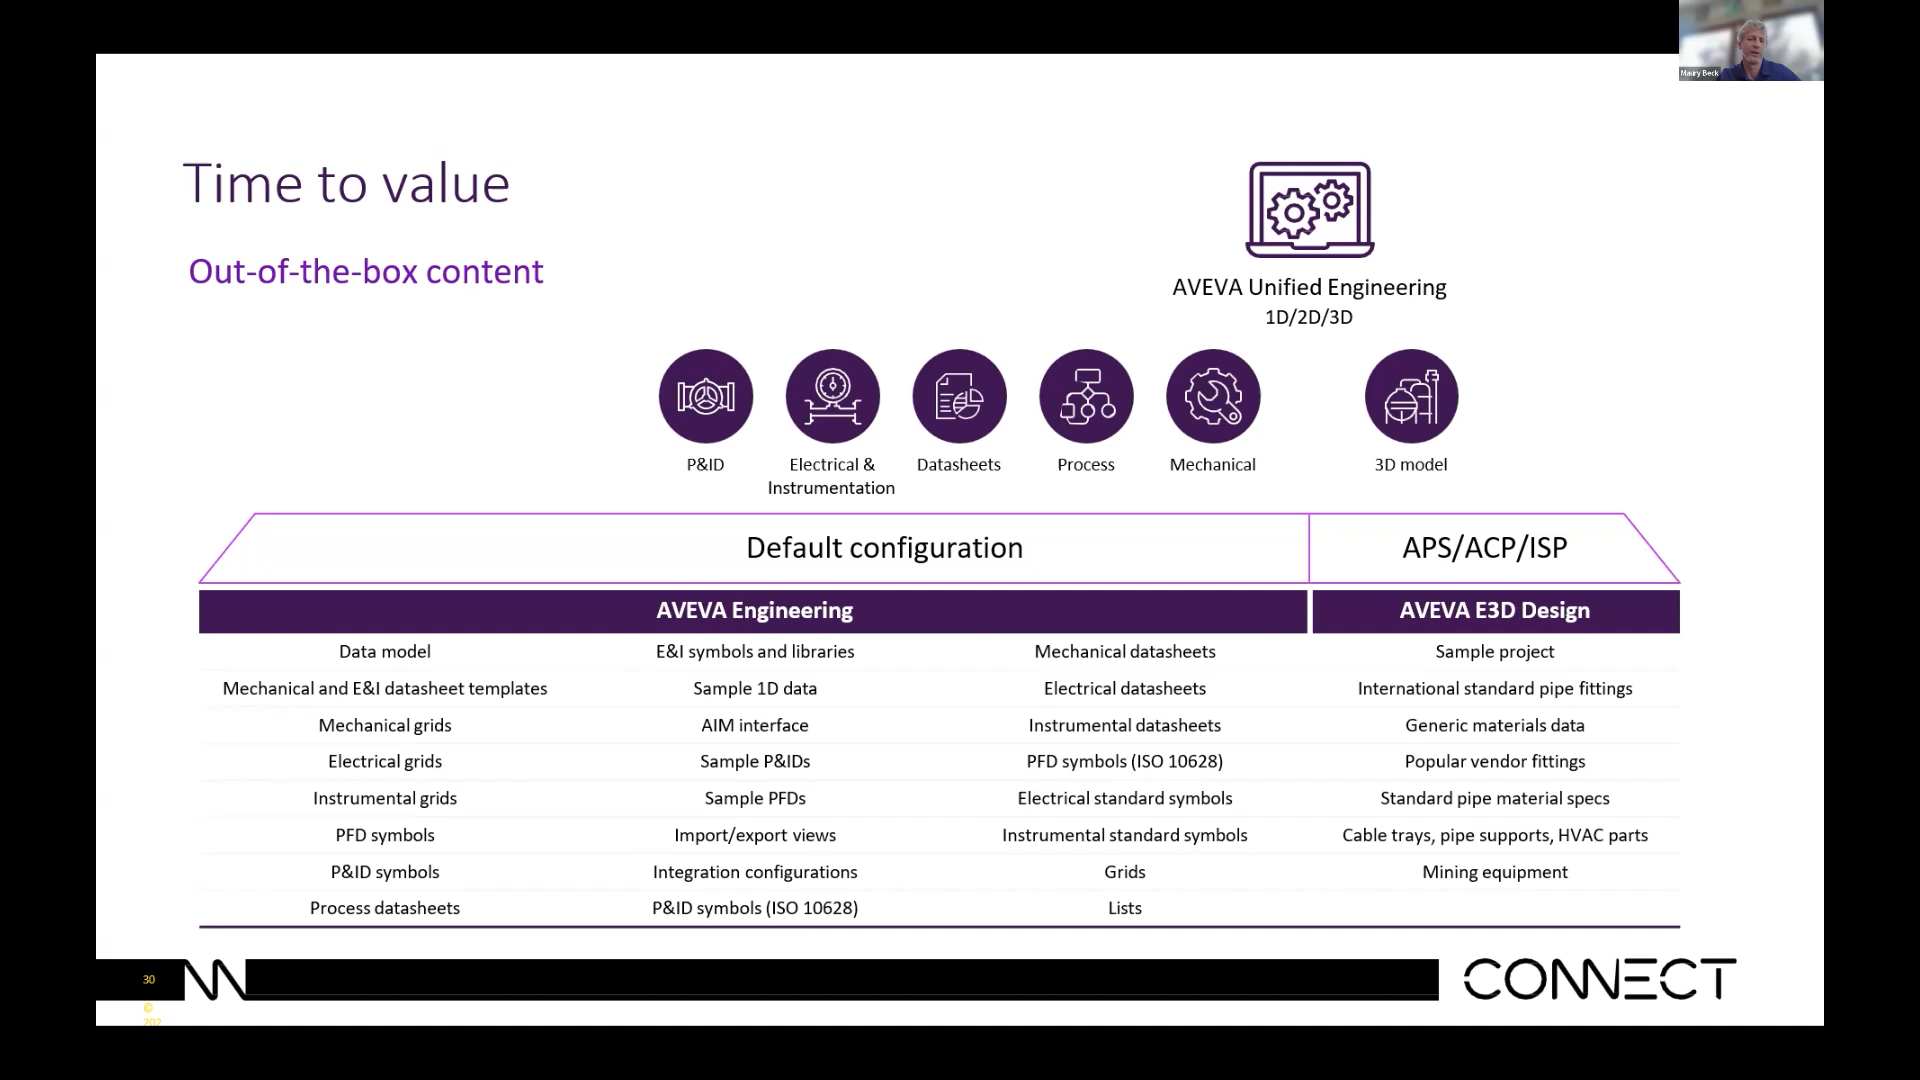 Maury Beck
Time to value
Out-of-the-box content
AVEVA Unified Engineering
1D/2D/3D
P&ID
Electrical &
Instrumentation
Datasheets
Process
Mechanical
3D model
Default configuration
APS/ACP/ISP
AVEVA Engineering
AVEVA E3D Design
Data model
E&I symbols and libraries
Mechanical datasheets
Sample project
Mechanical and E&I datasheet templates
Sample 1D data
Electrical datasheets
International standard pipe fittings
Mechanical grids
AIM interface
Instrumental datasheets
Generic materials data
Electrical grids
Sample P&IDs
PFD symbols (ISO 10628)
Popular vendor fittings
Instrumental grids
Sample PFDs
Electrical standard symbols
Standard pipe material specs
PFD symbols
Import/export views
Instrumental standard symbols
Cable trays, pipe supports, HVAC parts
P&ID symbols
Integration configurations
Grids
Mining equipment
Process datasheets
P&ID symbols (ISO 10628)
Lists
30
©
202
CONNECT